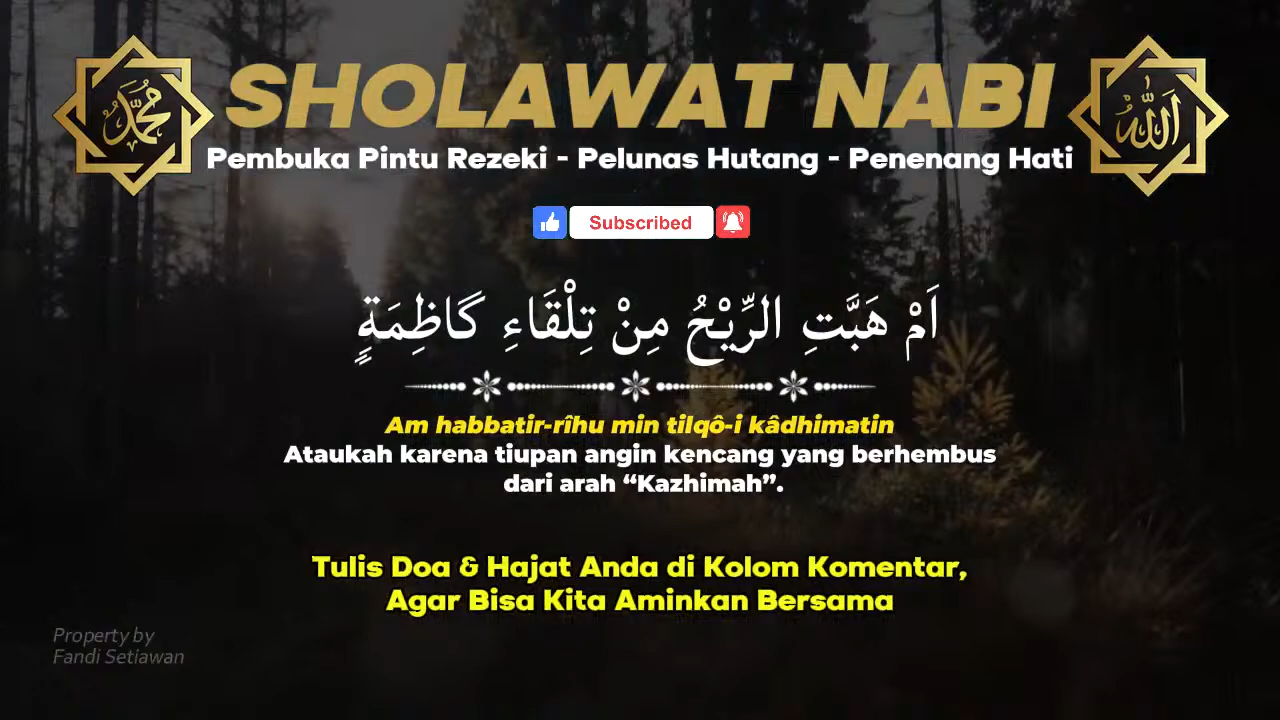 محمد
الله
SHOLAWAT NABI
Pembuka Pintu Rezeki - Pelunas Hutang - Penenang Hati
Subscribed
اَمْ هَبَّتِ الرِّيْحُ مِنْ تِلْقَاءِ كَاظِمَةٍ
Am habbatir-rîhu min tilqô-i kâdhimatin
Ataukah karena tiupan angin kencang yang berhembus
dari arah “Kazhimah”.
Tulis Doa & Hajat Anda di Kolom Komentar,
Agar Bisa Kita Aminkan Bersama
Property by
Fandi Setiawan